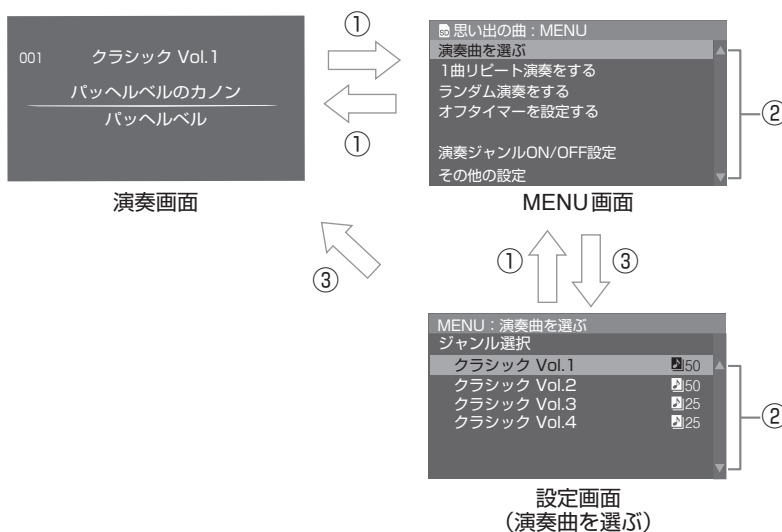 ①
001 クラシック Vol.1
パッヘルベルのカノン
パッヘルベル
①
演奏画面
思い出の曲 : MENU
演奏曲を選ぶ
1曲リピート演奏をする
ランダム演奏をする
オフタイマーを設定する
演奏ジャンルON/OFF設定
その他の設定
②
MENU画面
①
③
③
MENU：演奏曲を選ぶ
ジャンル選択
クラシック Vol.1 50
クラシック Vol.2 50
クラシック Vol.3 25
クラシック Vol.4 25
②
設定画面
（演奏曲を選ぶ）